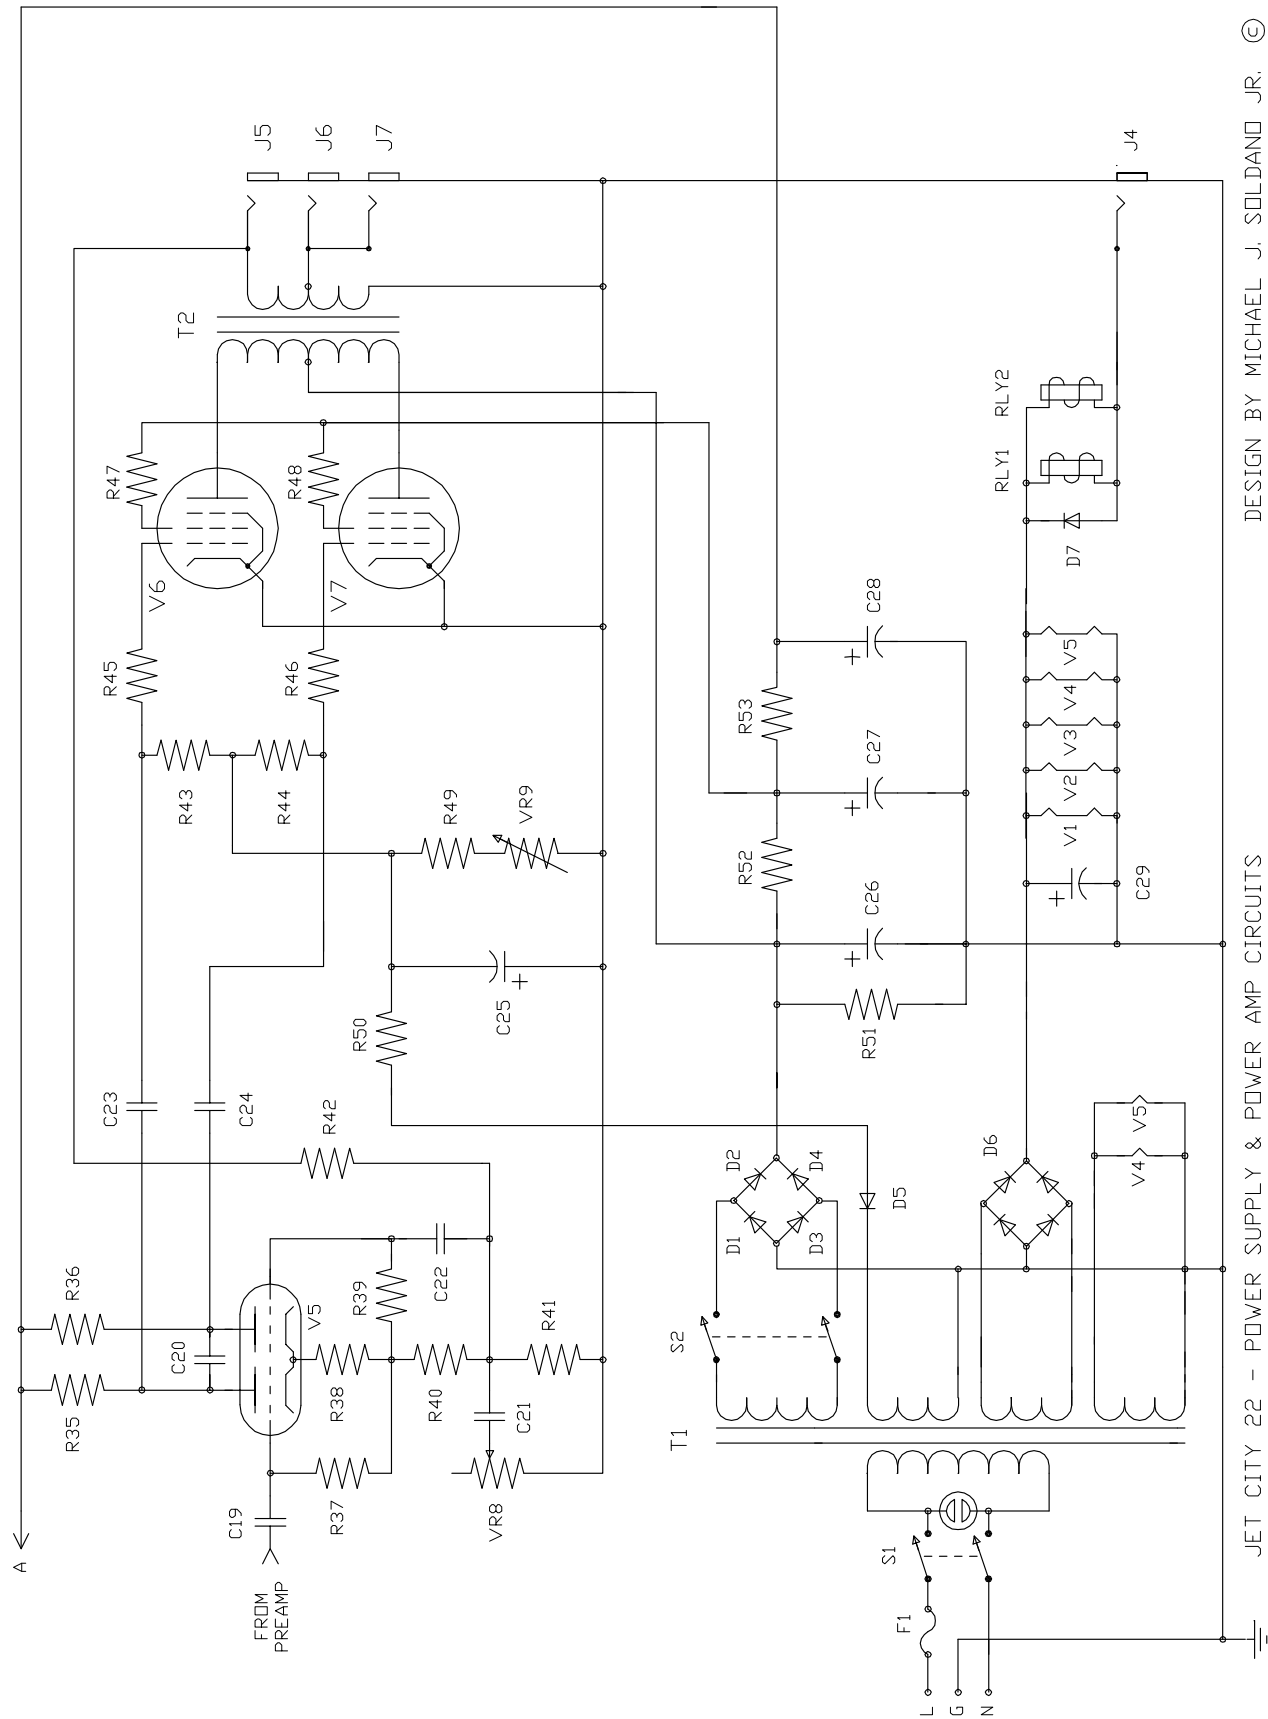 A
R35
R36
C23
R45
R47
V6
C20
R43
T2
C19
C24
J5
FROM
PREAMP
R44
R46
R48
V5
J6
R37
R38
R42
V7
R39
R50
J7
R40
C22
R49
VR8
C21
C25
VR9
R41
T1
S2
D1
D2
R52
R53
D3
D4
R51
C26
C27
C28
S1
D5
F1
L
G
N
D6
RLY1
RLY2
V1
V2
V3
V4
V5
D7
V4
V5
C29
J4
JET CITY 22 - POWER SUPPLY & POWER AMP CIRCUITS
DESIGN BY MICHAEL J. SOLDANO JR. ©